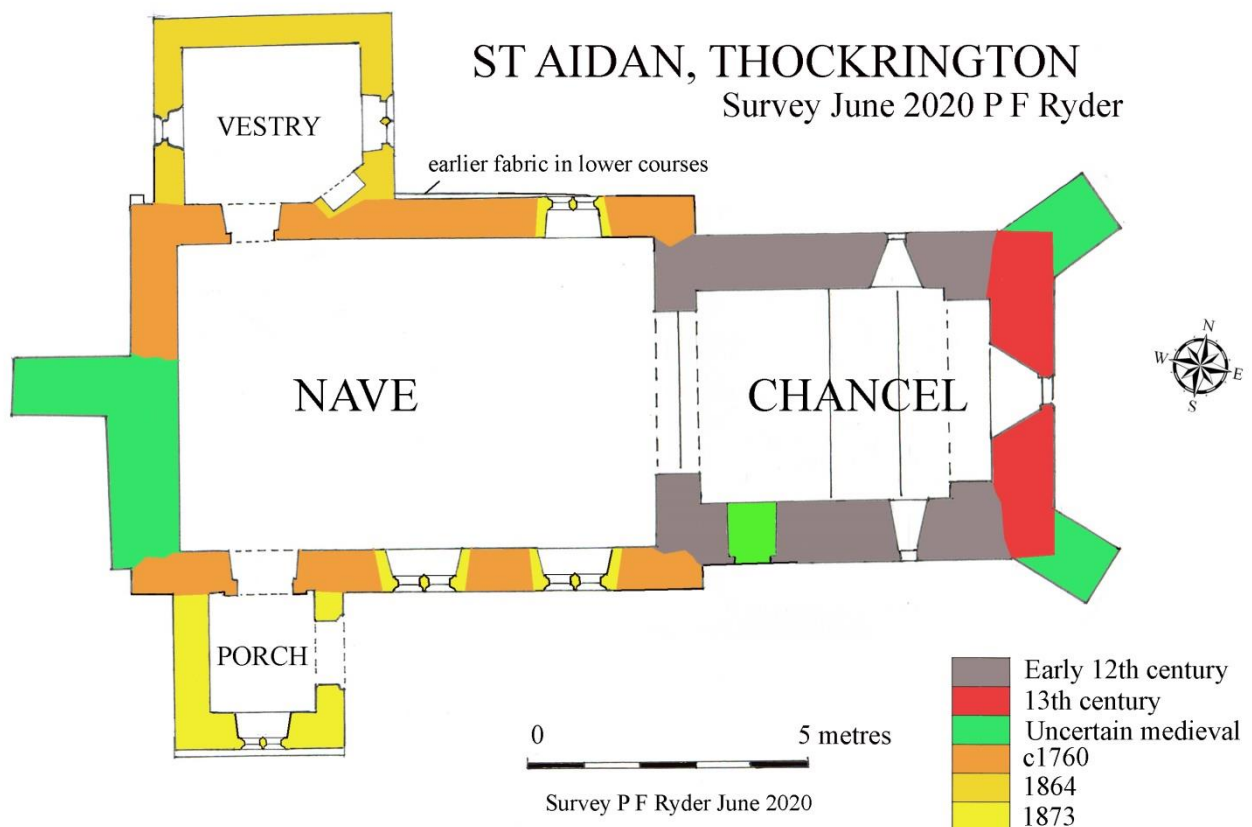 ST AIDAN, THOCKRINGTON
Survey June 2020 P F Ryder
VESTRY
earlier fabric in lower courses
NAVE
CHANCEL
N
W
E
S
PORCH
0 5 metres
Survey P F Ryder June 2020
Early 12th century
13th century
Uncertain medieval
c1760
1864
1873